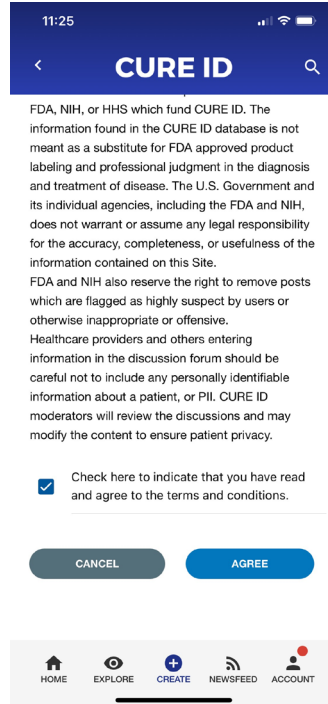 11:25
CURE ID
FDA, NIH, or HHS which fund CURE ID. The
information found in the CURE ID database is not
meant as a substitute for FDA approved product
labeling and professional judgment in the diagnosis
and treatment of disease. The U.S. Government and
its individual agencies, including the FDA and NIH,
does not warrant or assume any legal responsibility
for the accuracy, completeness, or usefulness of the
information contained on this Site.
FDA and NIH also reserve the right to remove posts
which are flagged as highly suspect by users or
otherwise inappropriate or offensive.
Healthcare providers and others entering
information in the discussion forum should be
careful not to include any personally identifiable
information about a patient, or PII. CURE ID
moderators will review the discussions and may
modify the content to ensure patient privacy.
Check here to indicate that you have read
and agree to the terms and conditions.
CANCEL AGREE
HOME EXPLORE CREATE NEWSFEED ACCOUNT